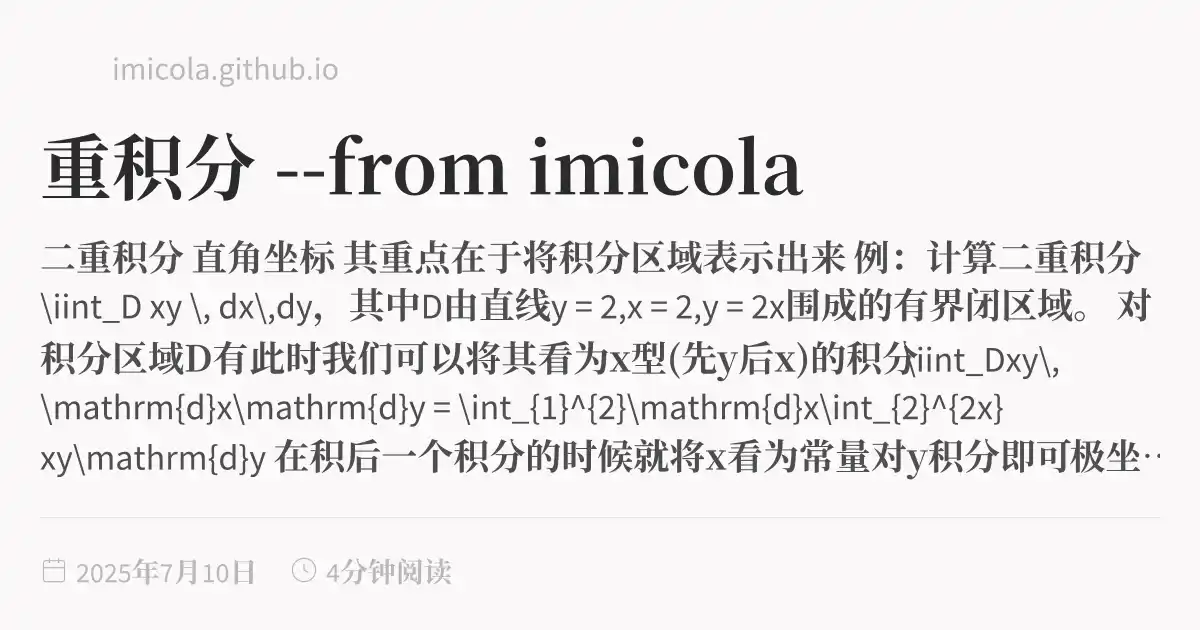 imicola.github.io
重积分 --from imicola
二重积分 直角坐标 其重点在于将积分区域表示出来 例：计算二重积分
\iint_D xy \, dx\,dy，其中D由直线y = 2,x = 2,y = 2x围成的有界闭区域。 对
积分区域D有此时我们可以将其看为x型(先y后x)的积分\iint_Dxy\,
\mathrm{d}x\mathrm{d}y = \int_{1}^{2}\mathrm{d}x\int_{2}^{2x}
xy\mathrm{d}y 在积后一个积分的时候就将x看为常量对y积分即可极坐…
2025年7月10日 4分钟阅读